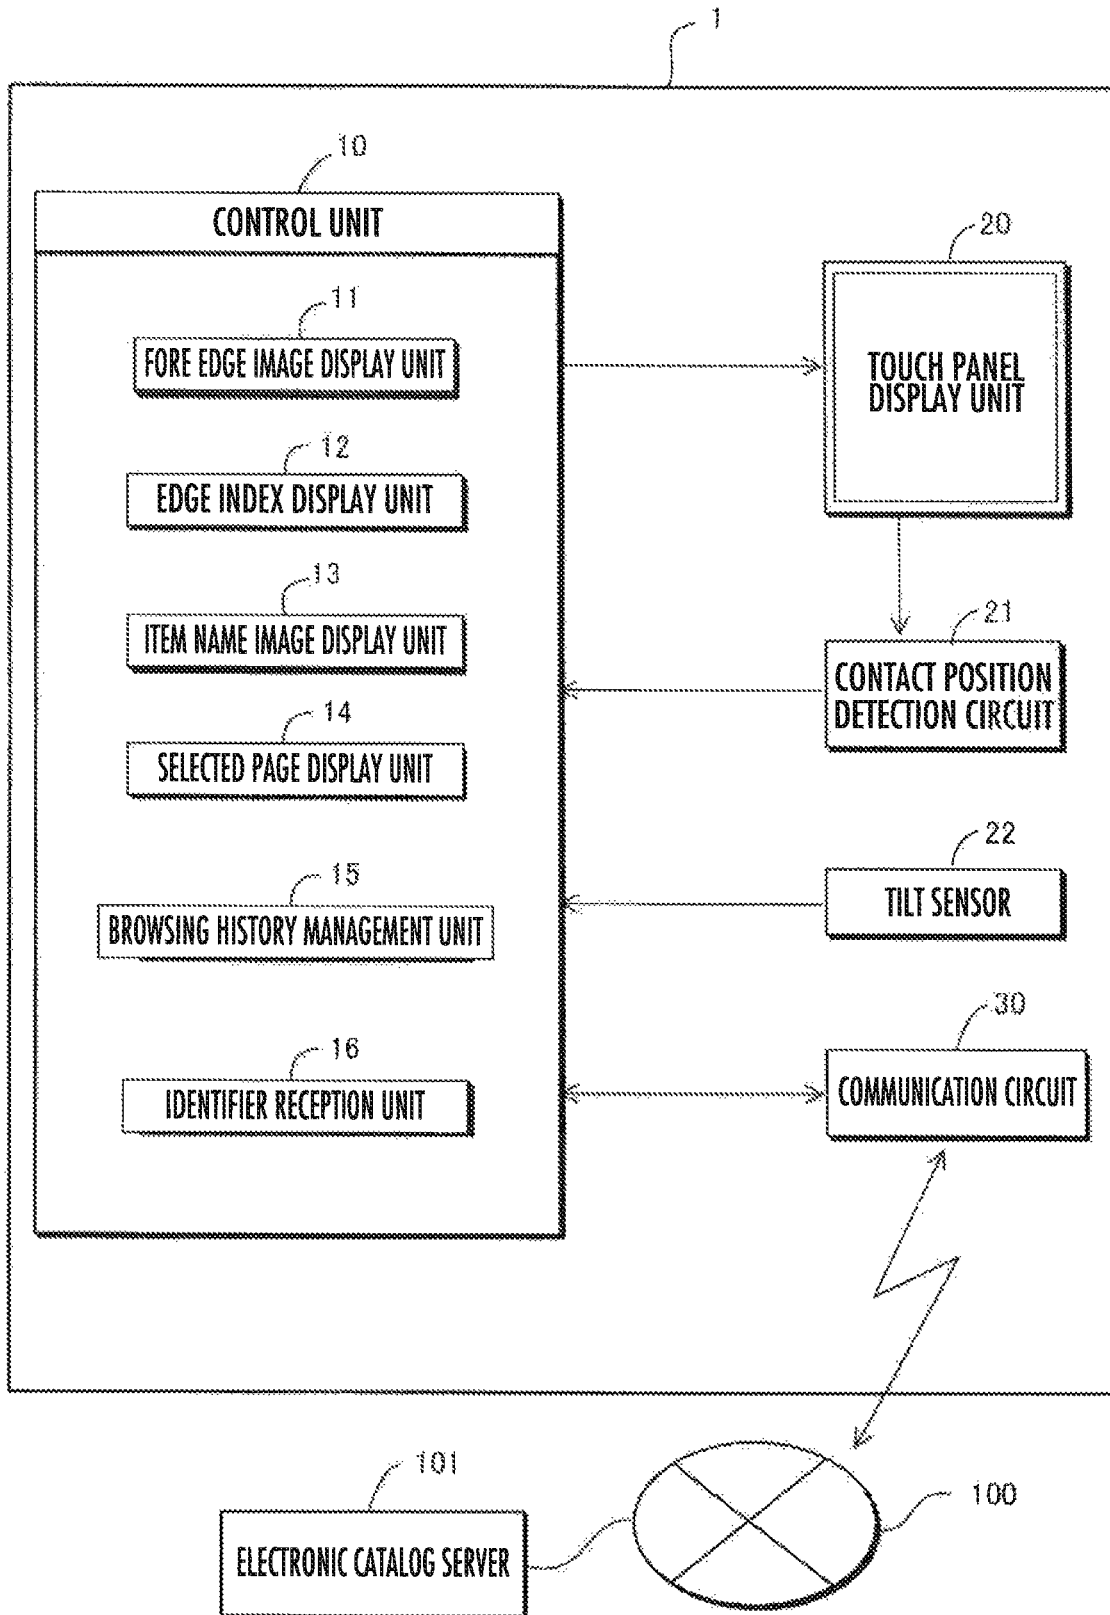 1
10
CONTROL UNIT
11
FORE EDGE IMAGE DISPLAY UNIT
12
EDGE INDEX DISPLAY UNIT
13
ITEM NAME IMAGE DISPLAY UNIT
14
SELECTED PAGE DISPLAY UNIT
15
BROWSING HISTORY MANAGEMENT UNIT
16
IDENTIFIER RECEPTION UNIT
20
TOUCH PANEL
DISPLAY UNIT
21
CONTACT POSITION
DETECTION CIRCUIT
22
TILT SENSOR
30
COMMUNICATION CIRCUIT
101
ELECTRONIC CATALOG SERVER
100